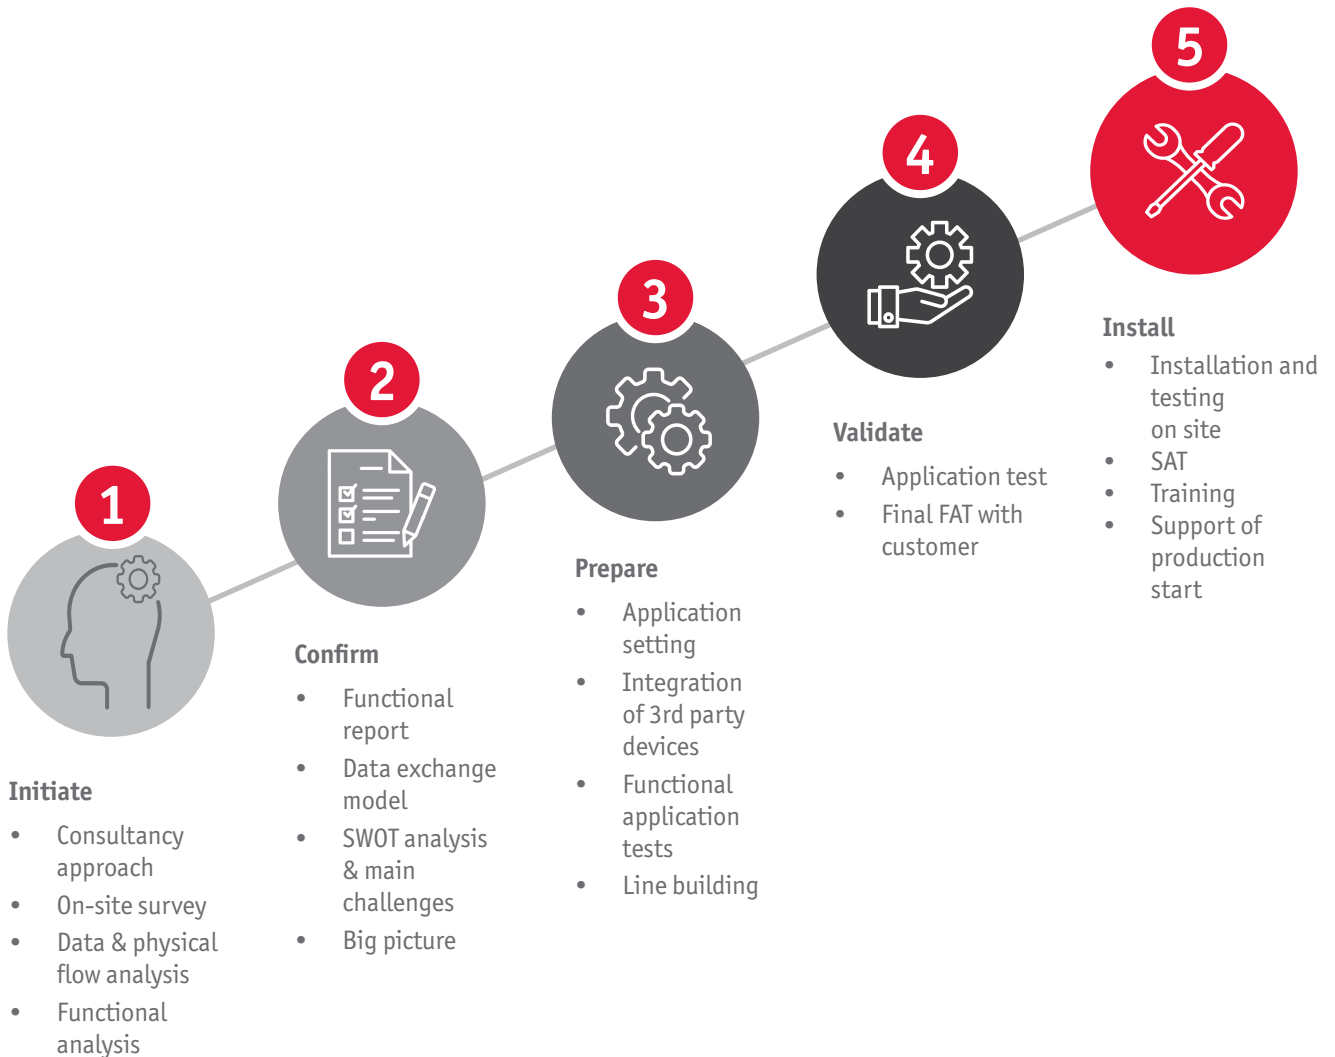 1
Initiate
• Consultancy
approach
• On-site survey
• Data & physical
flow analysis
• Functional
analysis
2
Confirm
• Functional
report
• Data exchange
model
• SWOT analysis
& main
challenges
• Big picture
3
Prepare
• Application
setting
• Integration
of 3rd party
devices
• Functional
application
tests
• Line building
4
Validate
• Application test
• Final FAT with
customer
5
Install
• Installation and
testing
on site
• SAT
• Training
• Support of
production
start